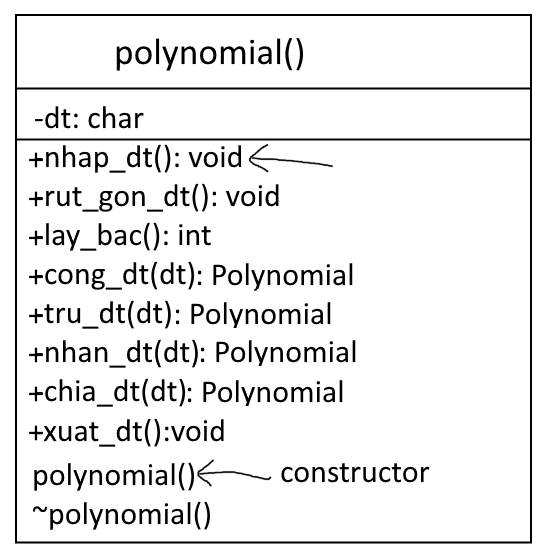 polynomial()
-dt: char
+nhap_dt(): void
+rut_gon_dt(): void
+lay_bac(): int
+cong_dt(dt): Polynomial
+tru_dt(dt): Polynomial
+nhan_dt(dt): Polynomial
+chia_dt(dt): Polynomial
+xuat_dt():void
polynomial() constructor
~polynomial()